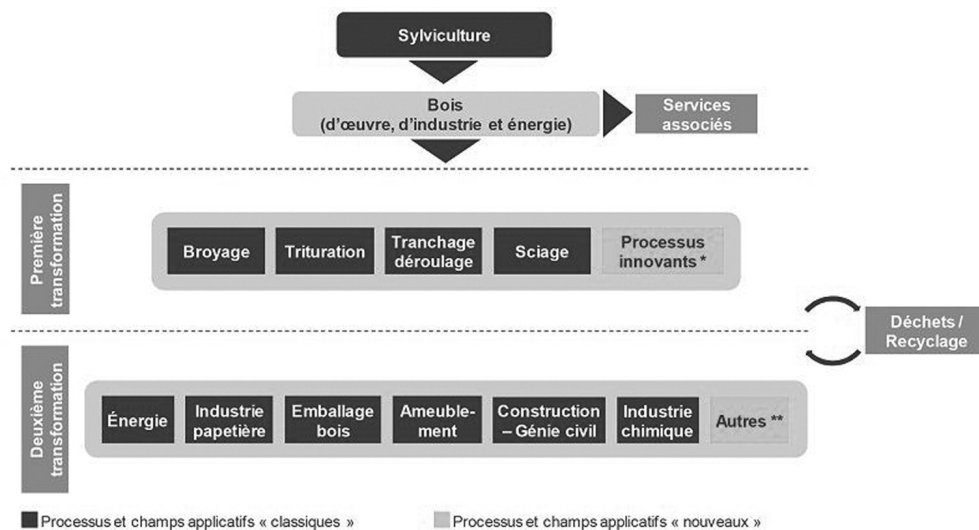 Sylviculture
Bois
(d'œuvre, d'industrie et énergie)
Services
associés
Première
transformation
Broyage
Trituration
Tranchage
déroulage
Sciage
Processus
innovants *
Déchets /
Recyclage
Deuxième
transformation
Énergie
Industrie
papetière
Emballage
bois
Ameuble-
ment
Construction
– Génie civil
Industrie
chimique
Autres **
Processus et champs applicatifs « classiques »
Processus et champs applicatifs « nouveaux »